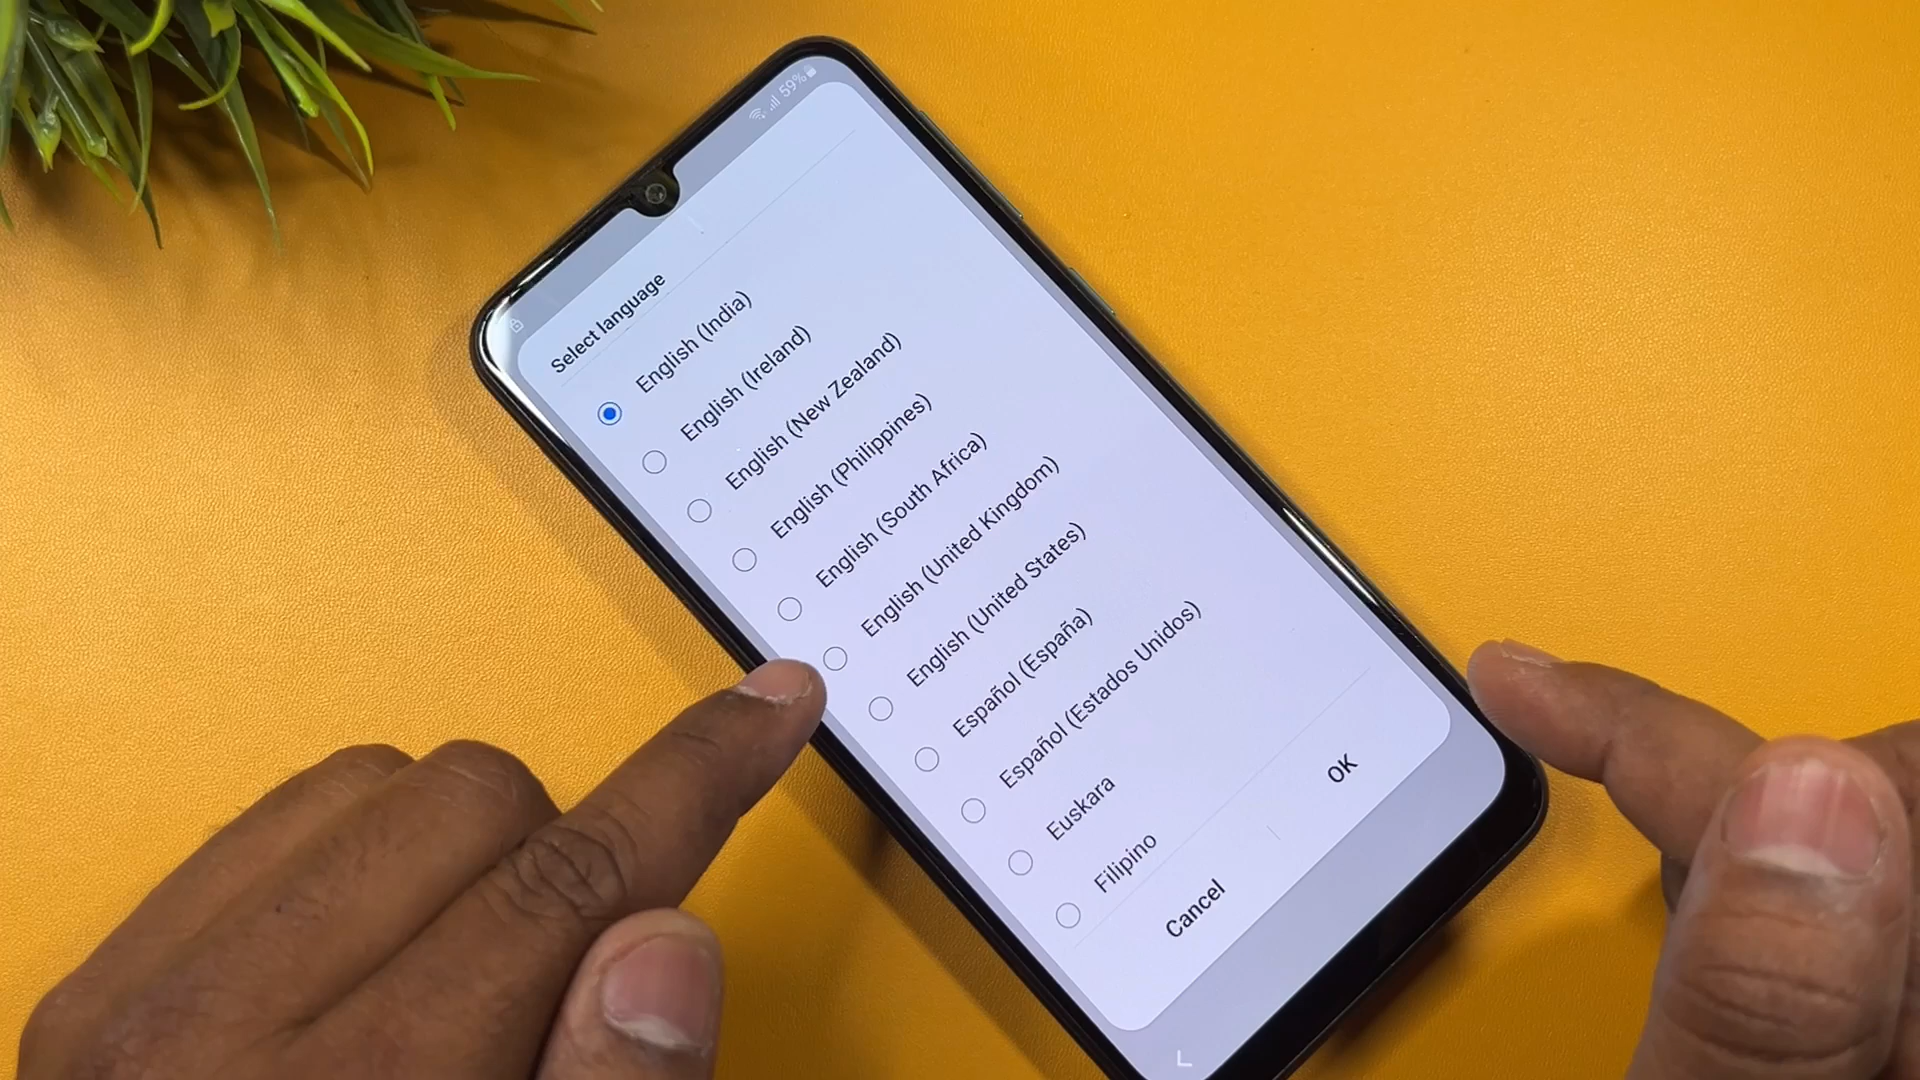 59%
Select language
English (India)
English (Ireland)
English (New Zealand)
English (Philippines)
English (South Africa)
English (United Kingdom)
English (United States)
Español (España)
Español (Estados Unidos)
Euskara
Filipino
Cancel
OK